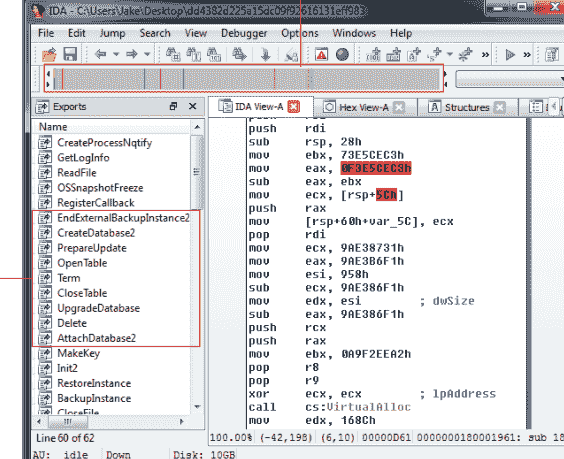 IDA - C:\Users\Jake\Desktop\dd4382d225a15dc09f92616131eff983
File Edit Jump Search View Debugger Options Windows Help
Exports
IDA View-A
Hex View-A
Structures
Name
CreateProcessNqtify
GetLogInfo
ReadFile
OSSnapshotFreeze
RegisterCallback
EndExternalBackupInstance2
CreateDatabase2
PrepareUpdate
OpenTable
Term
CloseTable
UpgradeDatabase
Delete
AttachDatabase2
MakeKey
Init2
RestoreInstance
BackupInstance
CloseFile
Line 60 of 62
push rdi
sub rsp, 28h
mov ebx, 73E5CEC3h
mov eax, 0F3E5CEC3h
sub eax, ebx
mov ecx, [rsp+5Ch]
push rax
mov [rsp+60h+var_5C], ecx
pop rdi
mov ecx, 9AE38731h
mov eax, 9AE3B6F1h
mov esi, 958h
sub ecx, 9AE386F1h
mov edx, esi ; dwSize
sub eax, 9AE386F1h
push rcx
push rax
mov ebx, 0A9F2EEA2h
pop r8
pop r9
xor ecx, ecx ; lpAddress
call cs:VirtualAlloc
mov edx, 168Ch
100.00% (-42,198) (6,10) 00000D61 0000000180001961: sub 18
AU: idle Down Disk: 10GB